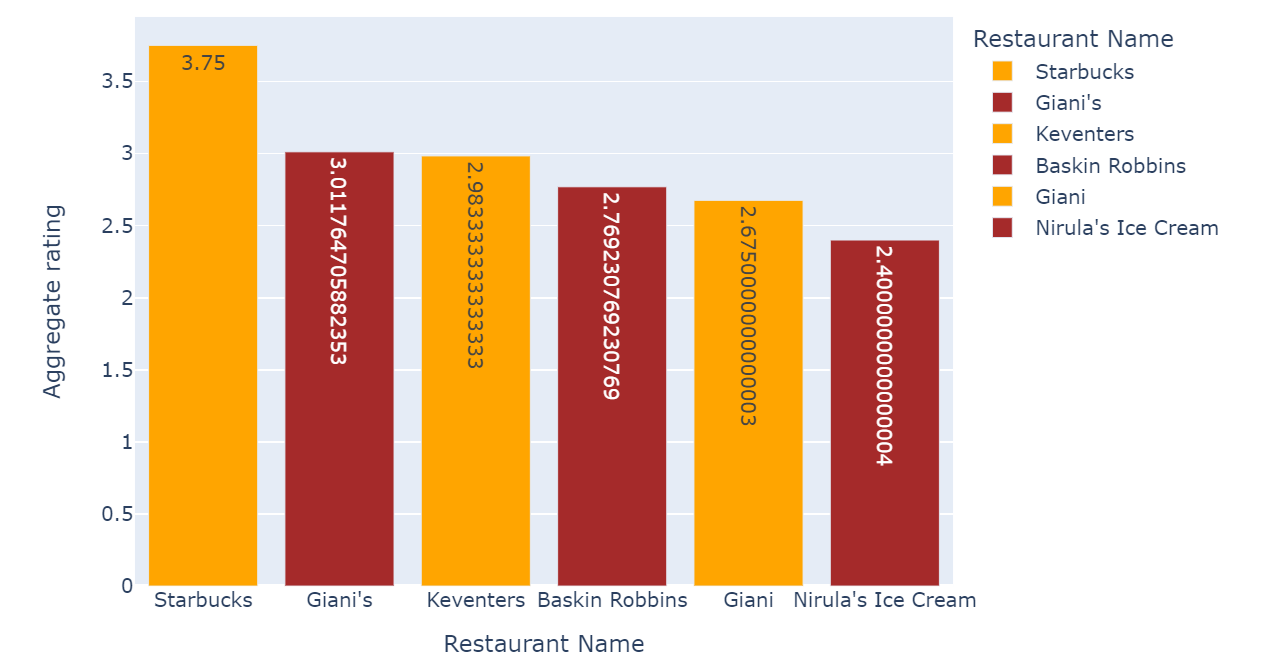 3.5
3
2.5
2
1.5
1
0.5
0
Aggregate rating
3.75
3.011764705882353
2.983333333333333
2.769230769230769
2.6750000000000003
2.4000000000000004
Starbucks
Giani's
Keventers
Baskin Robbins
Giani
Nirula's Ice Cream
Restaurant Name
Restaurant Name
Starbucks
Giani's
Keventers
Baskin Robbins
Giani
Nirula's Ice Cream